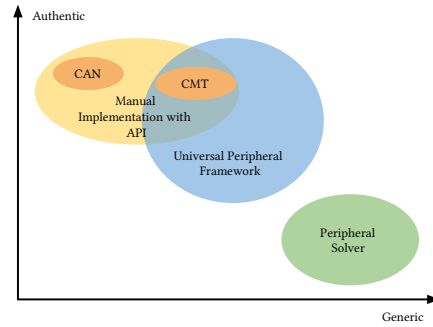 Authentic
CAN
CMT
Manual
Implementation with
API
Universal Peripheral
Framework
Peripheral
Solver
Generic